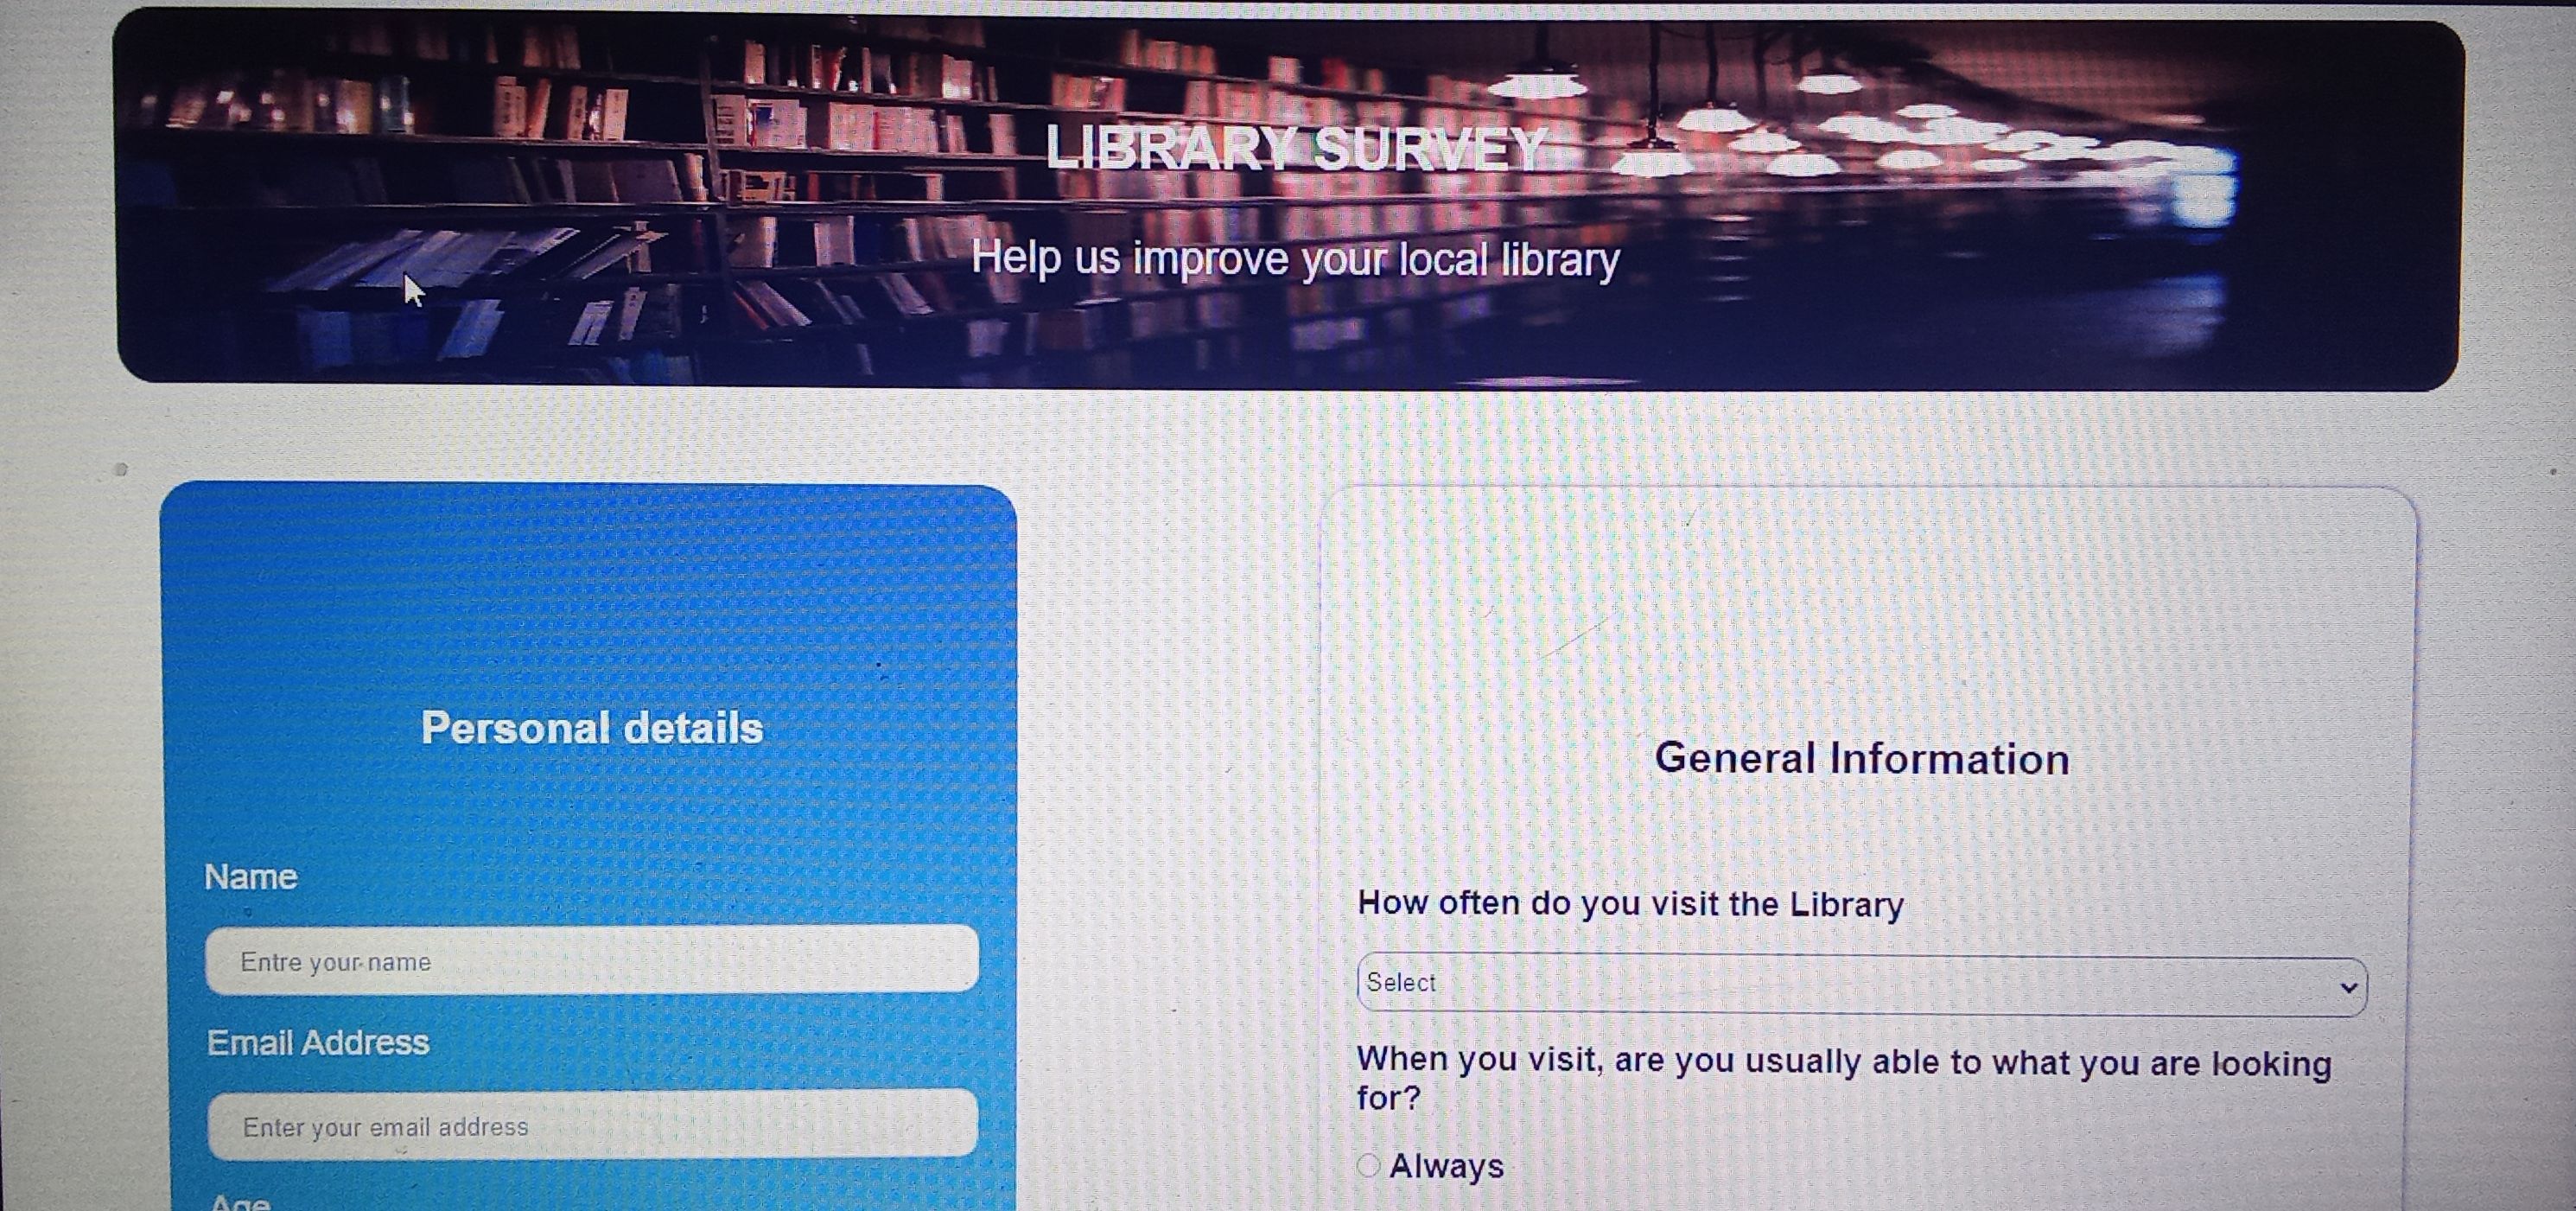 LIBRARY SURVEY
Help us improve your local library
Personal details
Name
Entre your name
Email Address
Enter your email address
Age
General Information
How often do you visit the Library
Select
When you visit, are you usually able to what you are looking
for?
Always